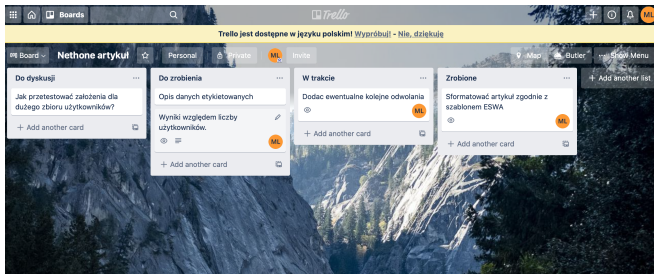 Boards
Trello
ML
Trello jest dostępne w języku polskim! Wypróbuj! - Nie, dziękuję
Board
Nethone artykuł
Personal
Private
ML
Invite
Map
Butler
Show Menu
Do dyskusji
Jak przetestować założenia dla
dużego zbioru użytkowników?
+ Add another card
Do zrobienia
Opis danych etykietowanych
Wyniki względem liczby
użytkowników.
ML
+ Add another card
W trakcie
Dodac ewentualne kolejne odwolania
ML
+ Add another card
Zrobione
Sformatować artykuł zgodnie z
szablonem ESWA
ML
+ Add another card
+ Add another list